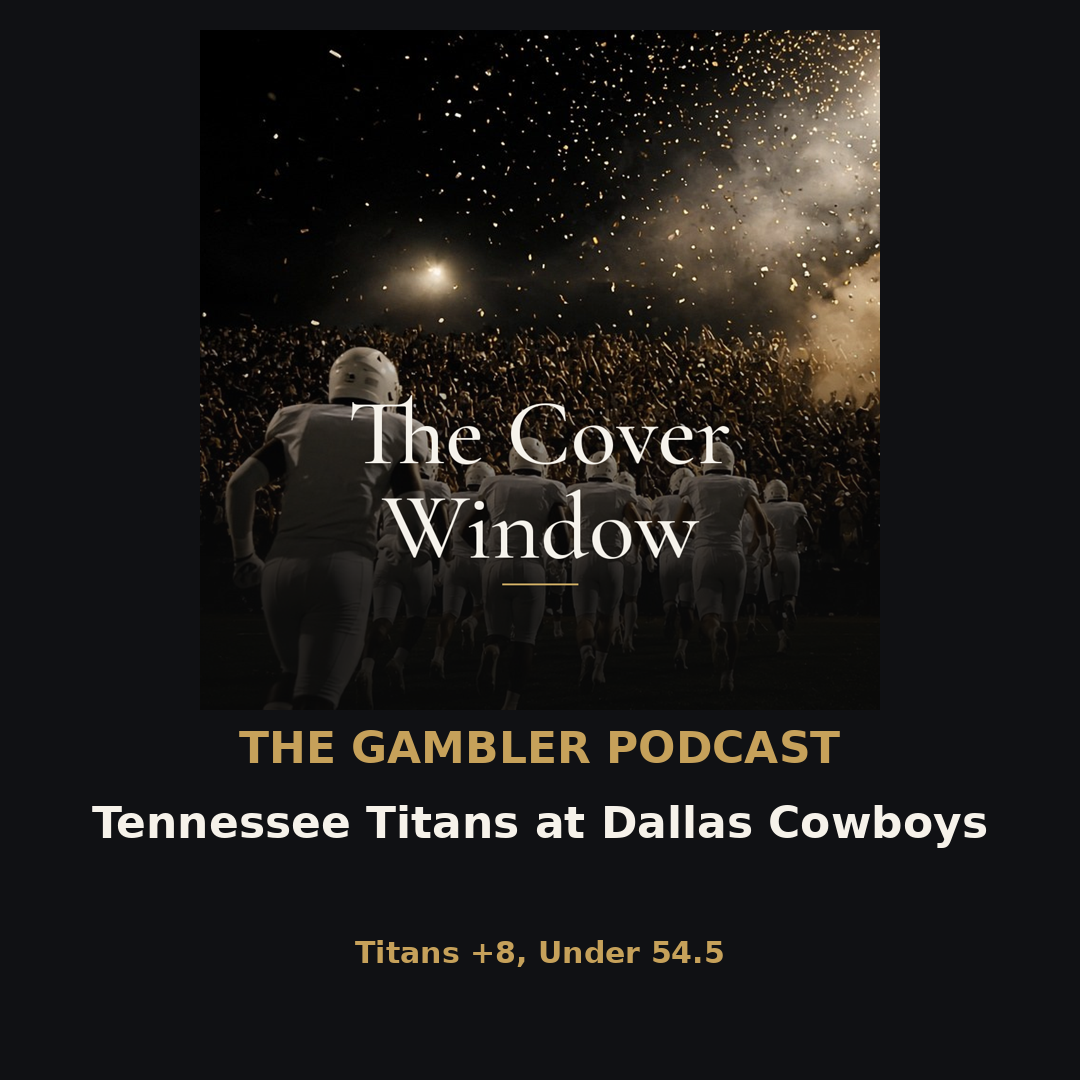 The Cover
Window
THE GAMBLER PODCAST
Tennessee Titans at Dallas Cowboys
Titans +8, Under 54.5